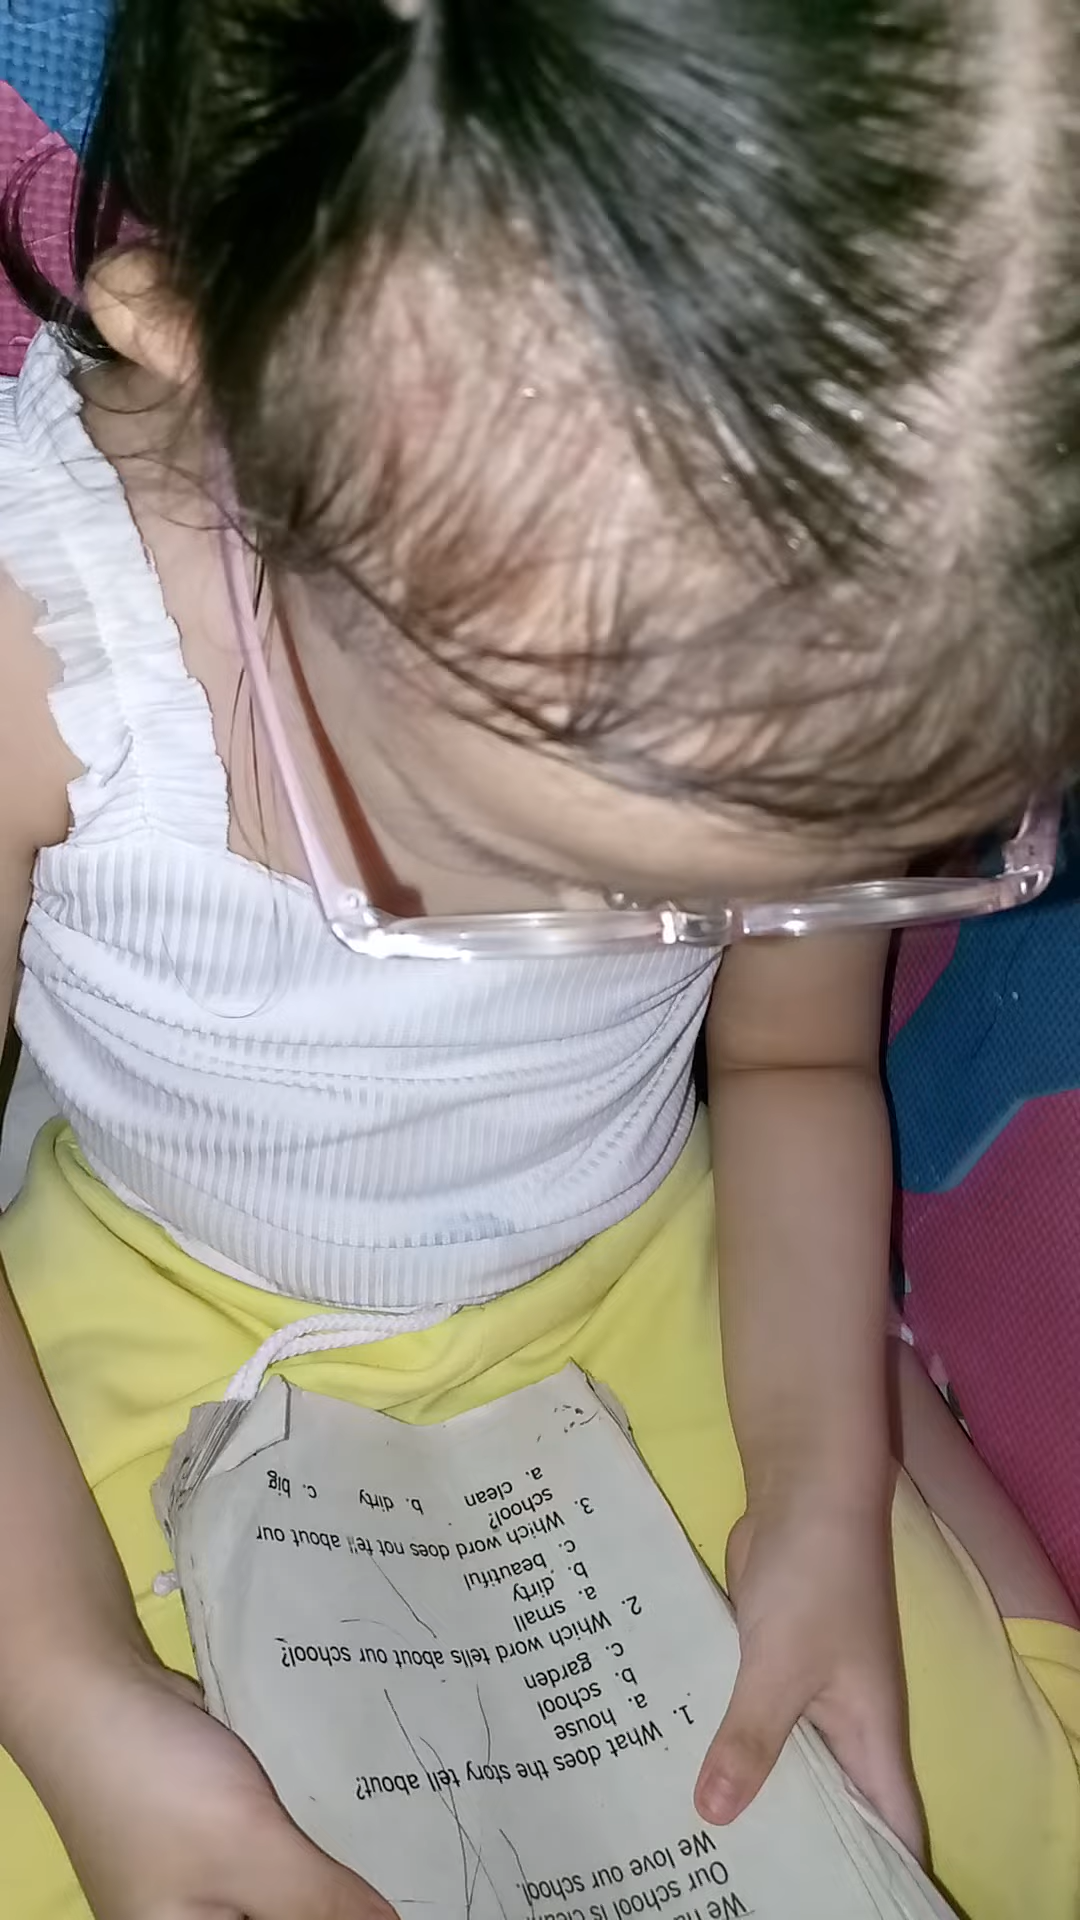 We
Our school is
We love our school.
1. What does the story tell about?
a. house
b. school
c. garden
2. Which word tells about our school?
a. small
b. dirty
c. beautiful
3. Which word does not tell about our
school?
a. clean b. dirty c. big